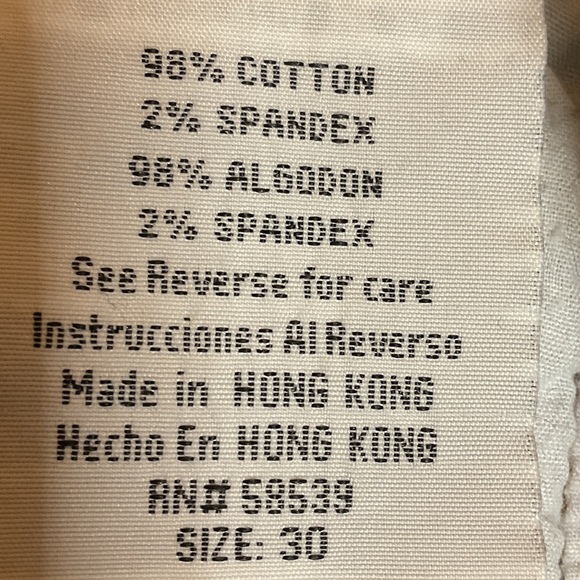 98% COTTON
2% SPANDEX
98% ALGODON
2% SPANDEX
See Reverse for care
Instrucciones Al Reverso
Made in HONG KONG
Hecho En HONG KONG
RN# 59539
SIZE: 30